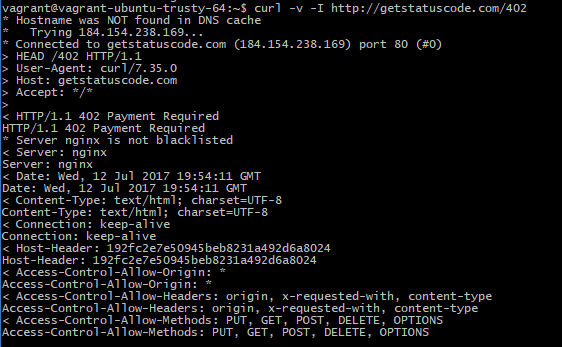 vagrant@vagrant-ubuntu-trusty-64:~$ curl -v -I http://getstatuscode.com/402
* Hostname was NOT found in DNS cache
*   Trying 184.154.238.169...
* Connected to getstatuscode.com (184.154.238.169) port 80 (#0)
> HEAD /402 HTTP/1.1
> User-Agent: curl/7.35.0
> Host: getstatuscode.com
> Accept: */*
>
< HTTP/1.1 402 Payment Required
HTTP/1.1 402 Payment Required
* Server nginx is not blacklisted
< Server: nginx
Server: nginx
< Date: Wed, 12 Jul 2017 19:54:11 GMT
Date: Wed, 12 Jul 2017 19:54:11 GMT
< Content-Type: text/html; charset=UTF-8
Content-Type: text/html; charset=UTF-8
< Connection: keep-alive
Connection: keep-alive
< Host-Header: 192fc2e7e50945beb8231a492d6a8024
Host-Header: 192fc2e7e50945beb8231a492d6a8024
< Access-Control-Allow-Origin: *
Access-Control-Allow-Origin: *
< Access-Control-Allow-Headers: origin, x-requested-with, content-type
Access-Control-Allow-Headers: origin, x-requested-with, content-type
< Access-Control-Allow-Methods: PUT, GET, POST, DELETE, OPTIONS
Access-Control-Allow-Methods: PUT, GET, POST, DELETE, OPTIONS